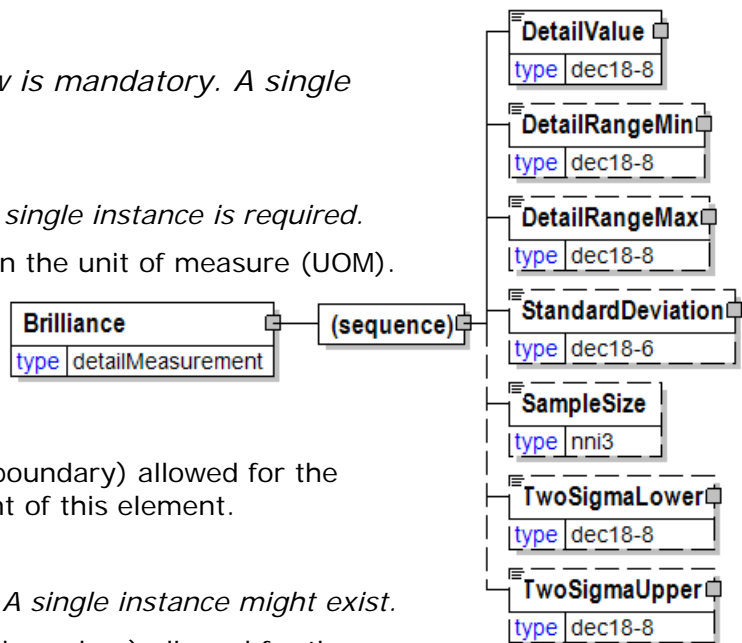 w is mandatory. A single
single instance is required.
n the unit of measure (UOM).
Brilliance
type detailMeasurement
(sequence)
boundary) allowed for the
nt of this element.
A single instance might exist.
DetailValue
type dec18-8
DetailRangeMin
type dec18-8
DetailRangeMax
type dec18-8
StandardDeviation
type dec18-6
SampleSize
type nni3
TwoSigmaLower
type dec18-8
TwoSigmaUpper
type dec18-8